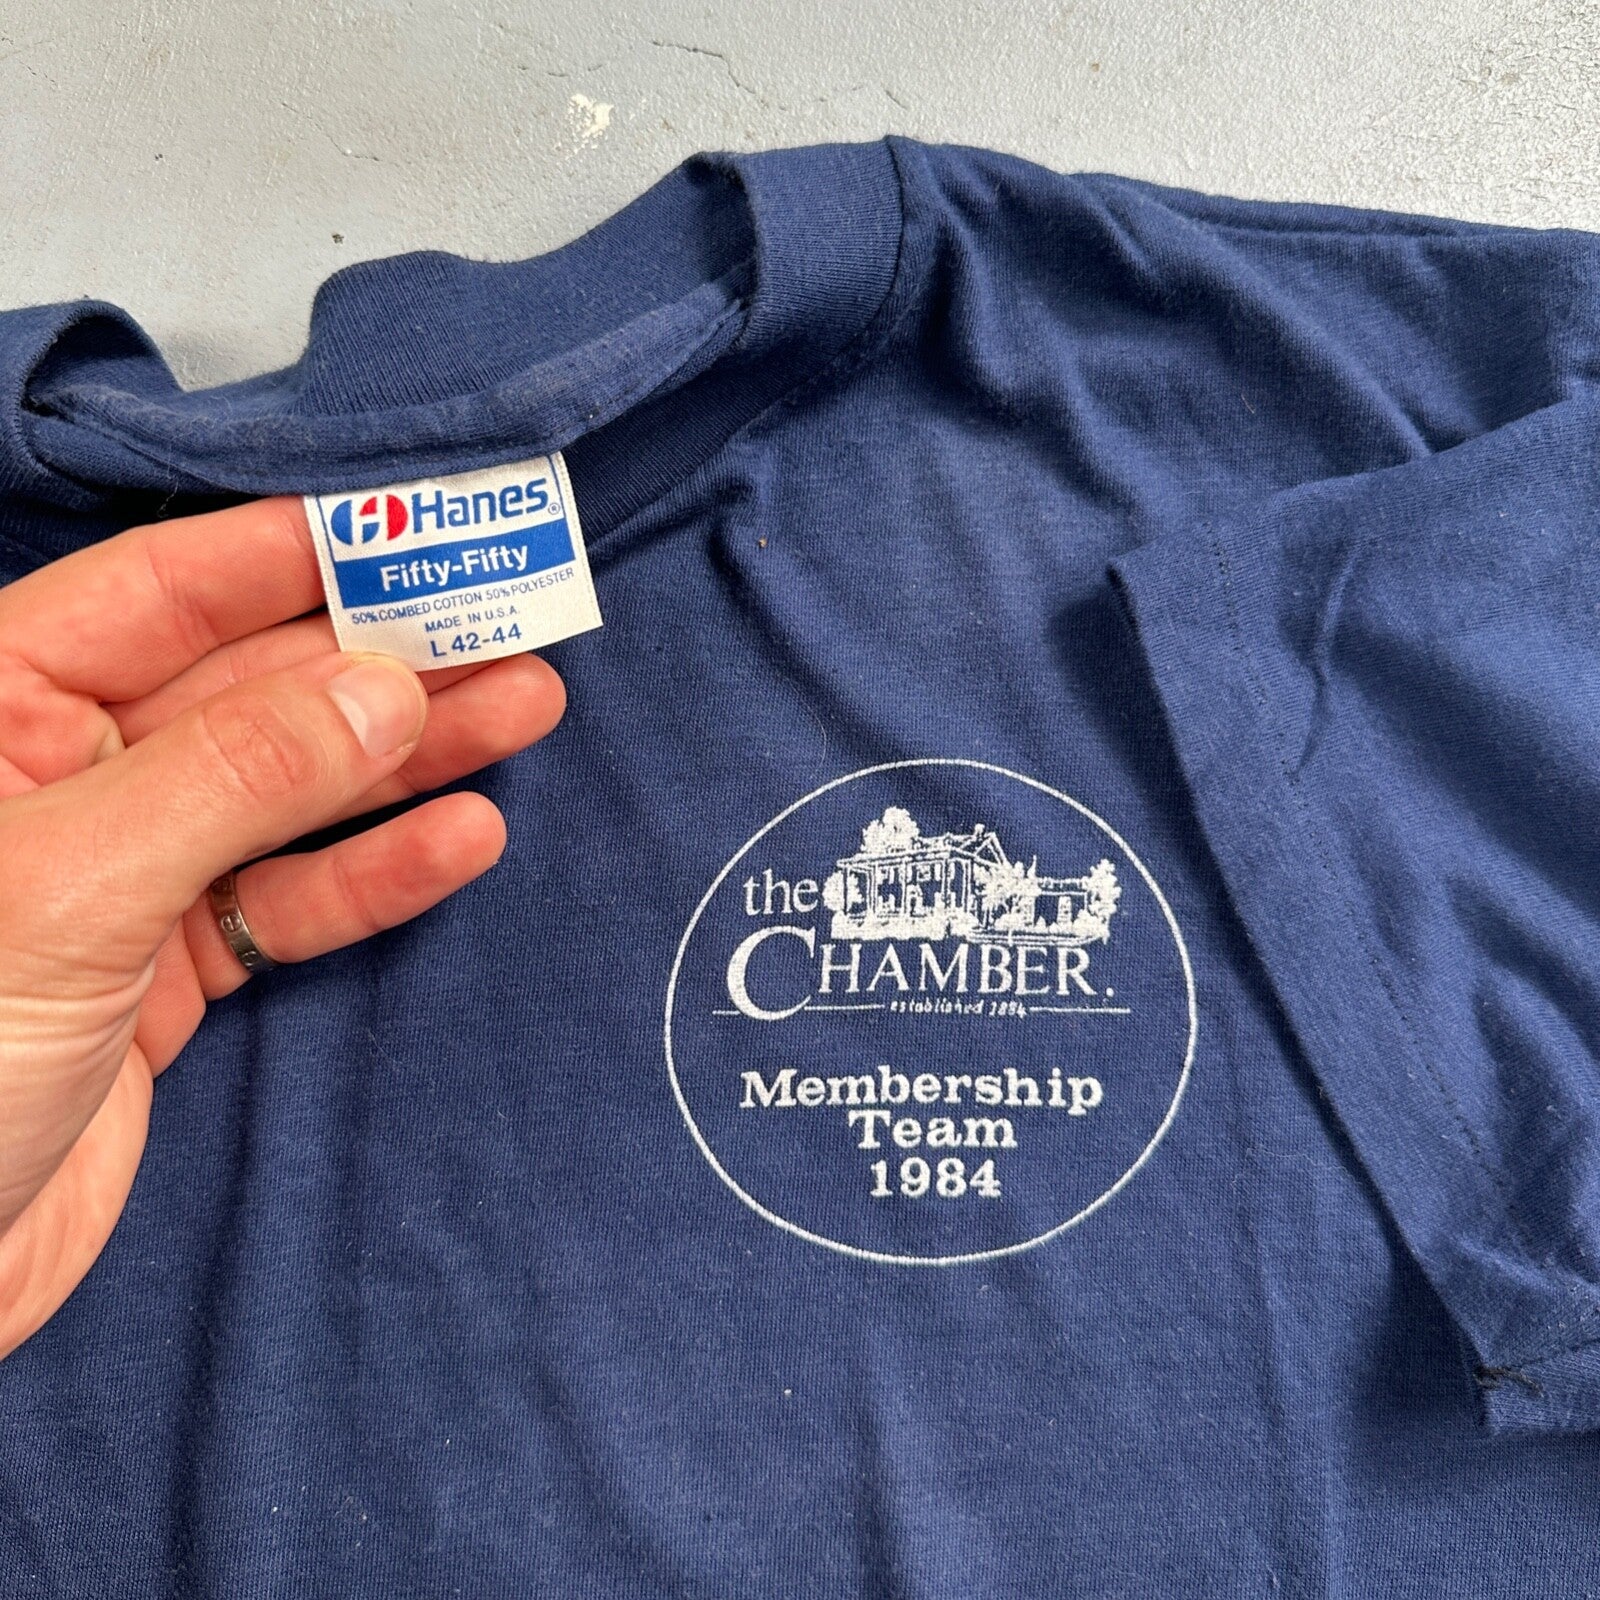 Hanes®
Fifty-Fifty
50% COMBED COTTON 50% POLYESTER
MADE IN U.S.A.
L 42-44
the
CHAMBER.
established 1884
Membership
Team
1984